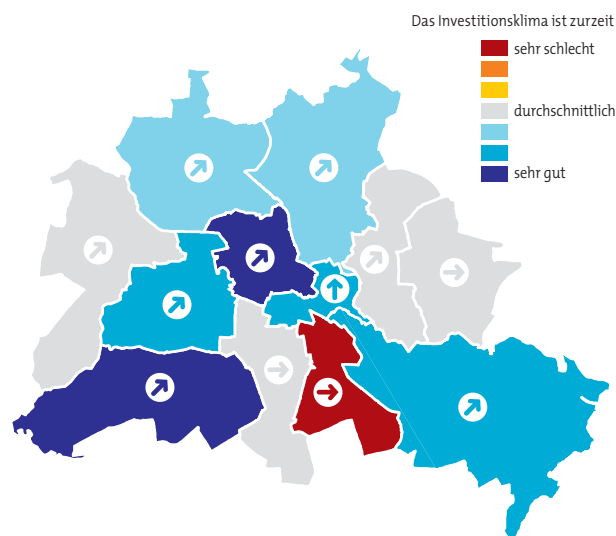 Das Investitionsklima ist zurzeit
sehr schlecht
durchschnittlich
sehr gut